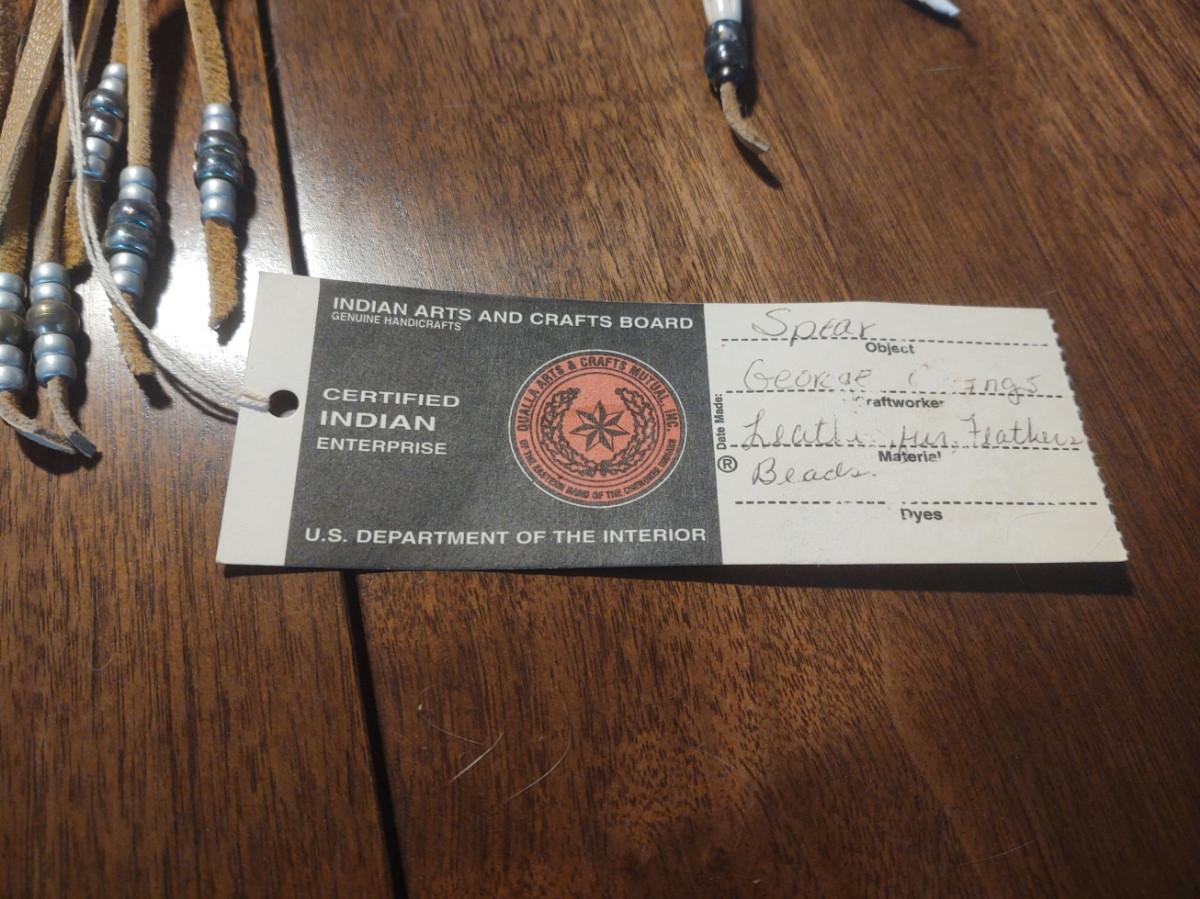 INDIAN ARTS AND CRAFTS BOARD
GENUINE HANDICRAFTS
CERTIFIED
INDIAN
ENTERPRISE
QUALLA ARTS & CRAFTS MUTUAL, INC.
OF THE EASTERN BAND OF THE CHEROKEE INDIANS
U.S. DEPARTMENT OF THE INTERIOR
Date Made:
®
Spear
Object
George
Craftworker
Feathers
Material
Beads.
Dyes